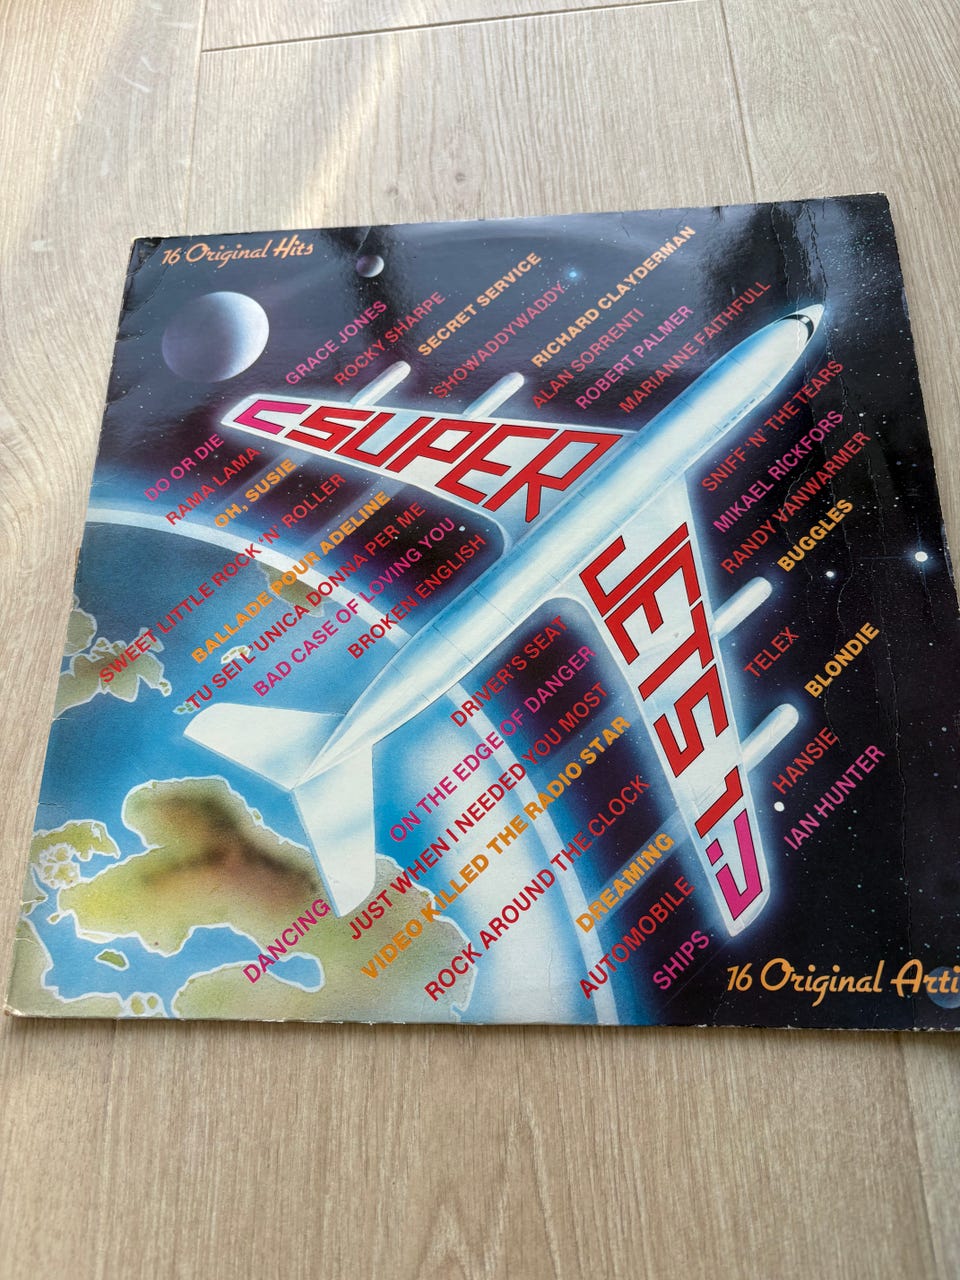 16 Original Hits
SUPER
JETS 1
DO OR DIE GRACE JONES
RAMA LAMA ROCKY SHARPE
OH, SUSIE SECRET SERVICE
SWEET LITTLE ROCK 'N' ROLLER SHOWADDYWADDY
BALLADE POUR ADELINE RICHARD CLAYDERMAN
TU SEI L'UNICA DONNA PER ME ALAN SORRENTI
BAD CASE OF LOVING YOU ROBERT PALMER
BROKEN ENGLISH MARIANNE FAITHFULL
DRIVER'S SEAT SNIFF 'N' THE TEARS
DANCING ON THE EDGE OF DANGER MIKAEL RICKFORS
JUST WHEN I NEEDED YOU MOST RANDY VANWARMER
VIDEO KILLED THE RADIO STAR BUGGLES
ROCK AROUND THE CLOCK TELEX
DREAMING BLONDIE
AUTOMOBILE HANSIE
SHIPS IAN HUNTER
16 Original